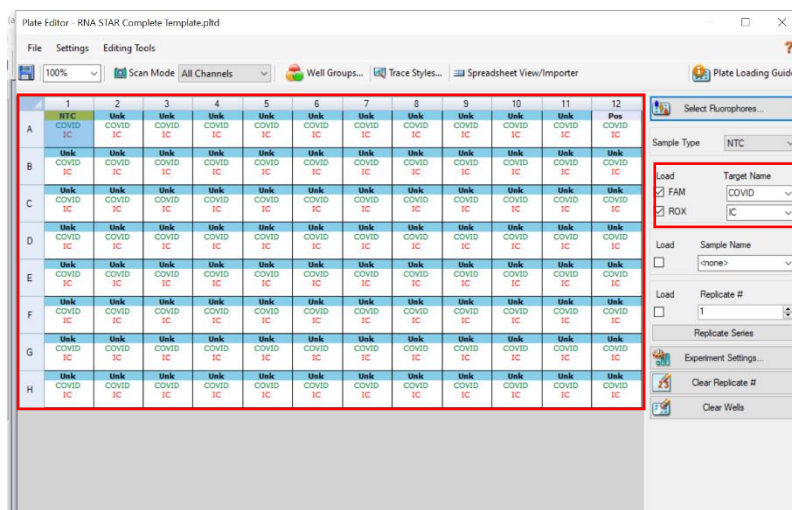 Plate Editor - RNA STAR Complete Template.pltd
File Settings Editing Tools ?
100% Scan Mode All Channels Well Groups... Trace Styles... Spreadsheet View/Importer Plate Loading Guide
1 2 3 4 5 6 7 8 9 10 11 12
NTC Unk Unk Unk Unk Unk Unk Unk Unk Unk Unk Pos
A COVID COVID COVID COVID COVID COVID COVID COVID COVID COVID COVID COVID
IC IC IC IC IC IC IC IC IC IC IC IC
Unk Unk Unk Unk Unk Unk Unk Unk Unk Unk Unk Unk
B COVID COVID COVID COVID COVID COVID COVID COVID COVID COVID COVID COVID
IC IC IC IC IC IC IC IC IC IC IC IC
Unk Unk Unk Unk Unk Unk Unk Unk Unk Unk Unk Unk
C COVID COVID COVID COVID COVID COVID COVID COVID COVID COVID COVID COVID
IC IC IC IC IC IC IC IC IC IC IC IC
Unk Unk Unk Unk Unk Unk Unk Unk Unk Unk Unk Unk
D COVID COVID COVID COVID COVID COVID COVID COVID COVID COVID COVID COVID
IC IC IC IC IC IC IC IC IC IC IC IC
Unk Unk Unk Unk Unk Unk Unk Unk Unk Unk Unk Unk
E COVID COVID COVID COVID COVID COVID COVID COVID COVID COVID COVID COVID
IC IC IC IC IC IC IC IC IC IC IC IC
Unk Unk Unk Unk Unk Unk Unk Unk Unk Unk Unk Unk
F COVID COVID COVID COVID COVID COVID COVID COVID COVID COVID COVID COVID
IC IC IC IC IC IC IC IC IC IC IC IC
Unk Unk Unk Unk Unk Unk Unk Unk Unk Unk Unk Unk
G COVID COVID COVID COVID COVID COVID COVID COVID COVID COVID COVID COVID
IC IC IC IC IC IC IC IC IC IC IC IC
Unk Unk Unk Unk Unk Unk Unk Unk Unk Unk Unk Unk
H COVID COVID COVID COVID COVID COVID COVID COVID COVID COVID COVID COVID
IC IC IC IC IC IC IC IC IC IC IC IC
Select Fluorophores...
Sample Type NTC
Load Target Name
FAM COVID
ROX IC
Load Sample Name
<none>
Load Replicate #
1
Replicate Series
Experiment Settings...
Clear Replicate #
Clear Wells